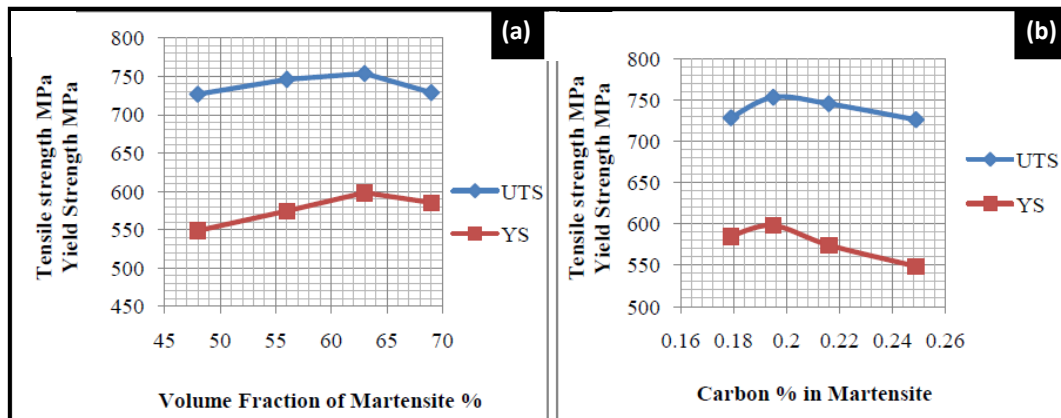 (a)
Tensile strength MPa
Yield Strength MPa
800
750
700
650
600
550
500
450
45 50 55 60 65 70
Volume Fraction of Martensite %
UTS
YS
(b)
Tensile strength MPa
Yield Strength MPa
800
750
700
650
600
550
500
0.16 0.18 0.2 0.22 0.24 0.26
Carbon % in Martensite
UTS
YS